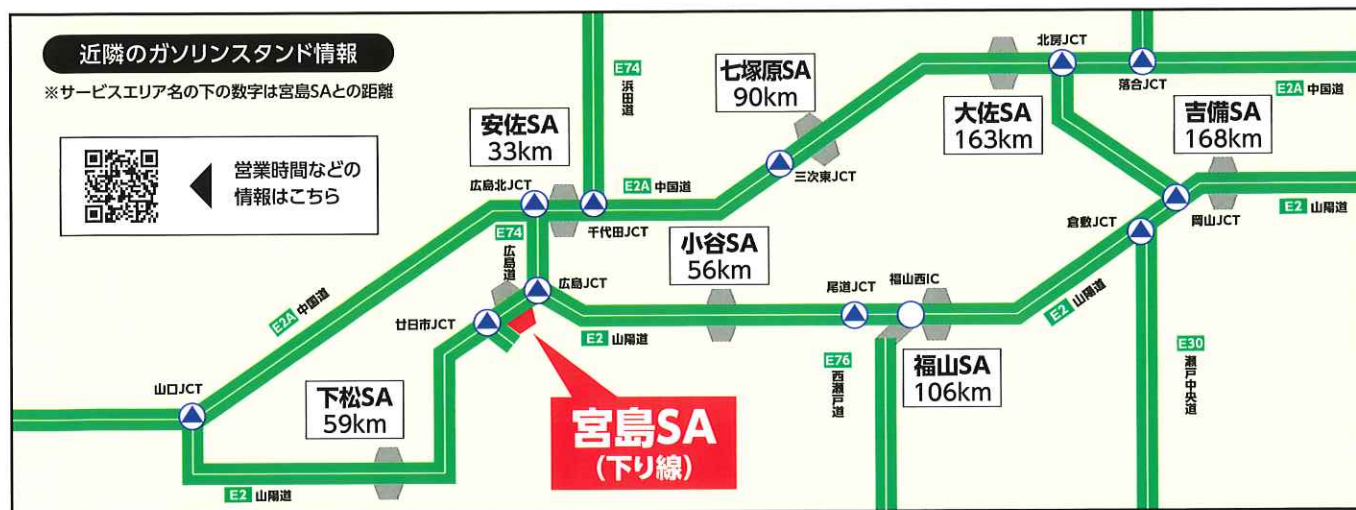 近隣のガソリンスタンド情報
※サービスエリア名の下の数字は宮島SAとの距離
営業時間などの
情報はこちら
E74
浜田道
安佐SA
33km
七塚原SA
90km
大佐SA
163km
北房JCT
落合JCT
E2A 中国道
吉備SA
168km
広島北JCT
E2A 中国道
千代田JCT
三次東JCT
E74
広島道
広島JCT
小谷SA
56km
倉敷JCT
岡山JCT
E2 山陽道
E2A 中国道
廿日市JCT
E2 山陽道
尾道JCT
福山西IC
E2 山陽道
E76
西瀬戸道
福山SA
106km
E30
瀬戸中央道
山口JCT
下松SA
59km
E2 山陽道
宮島SA
(下り線)